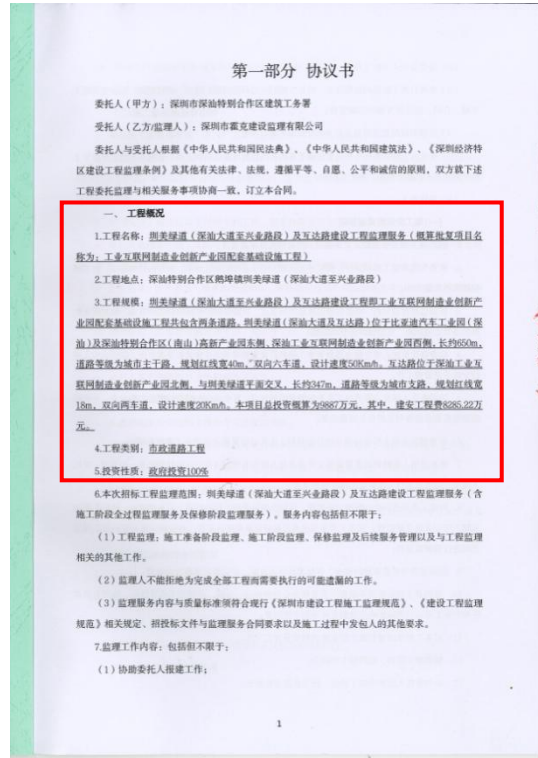 第一部分 协议书
委托人（甲方）：深圳市深汕特别合作区建筑工务署
受托人（乙方/监理人）：深圳市霍克建设监理有限公司
委托人与受托人根据《中华人民共和国民法典》、《中华人民共和国建筑法》、《深圳经济特
区建设工程监理条例》及其他有关法律、法规，遵循平等、自愿、公平和诚信的原则，双方就下述
工程委托监理与相关服务事项协商一致，订立本合同。
一、 工程概况
1.工程名称：圳美绿道（深汕大道至兴业路段）及互达路建设工程监理服务（概算批复项目名
称为：工业互联网制造业创新产业园配套基础设施工程）
2.工程地点：深汕特别合作区鹅埠镇圳美绿道（深汕大道至兴业路段）
3.工程规模：圳美绿道（深汕大道至兴业路段）及互达路建设工程即工业互联网制造业创新产
业园配套基础设施工程共包含两条道路，圳美绿道（深汕大道及互达路）位于比亚迪汽车工业园（深
汕）及深汕特别合作区（南山）高新产业园东侧、深汕工业互联网制造业创新产业园西侧，长约650m，
道路等级为城市主干路，规划红线宽40m，双向六车道，设计速度50Km/h。互达路位于深汕工业互
联网制造业创新产业园北侧，与圳美绿道平面交叉，长约347m，道路等级为城市支路，规划红线宽
18m，双向两车道，设计速度20Km/h。本项目总投资概算为9887万元，其中，建安工程费8285.22万
元。
4.工程类别：市政道路工程
5.投资性质：政府投资100%
6.本次招标工程监理范围：圳美绿道（深汕大道至兴业路段）及互达路建设工程监理服务（含
施工阶段全过程监理服务及保修阶段监理服务）。服务内容包括但不限于：
（1）工程监理：施工准备阶段监理、施工阶段监理、保修监理及后续服务管理以及与工程监理
相关的其他工作。
（2）监理人不能拒绝为完成全部工程而需要执行的可能遗漏的工作。
（3）监理服务内容与质量标准须符合现行《深圳市建设工程施工监理规范》、《建设工程监理
规范》相关规定、招投标文件与监理服务合同要求以及施工过程中发包人的其他要求。
7.监理工作内容：包括但不限于：
（1）协助委托人报建工作；
1